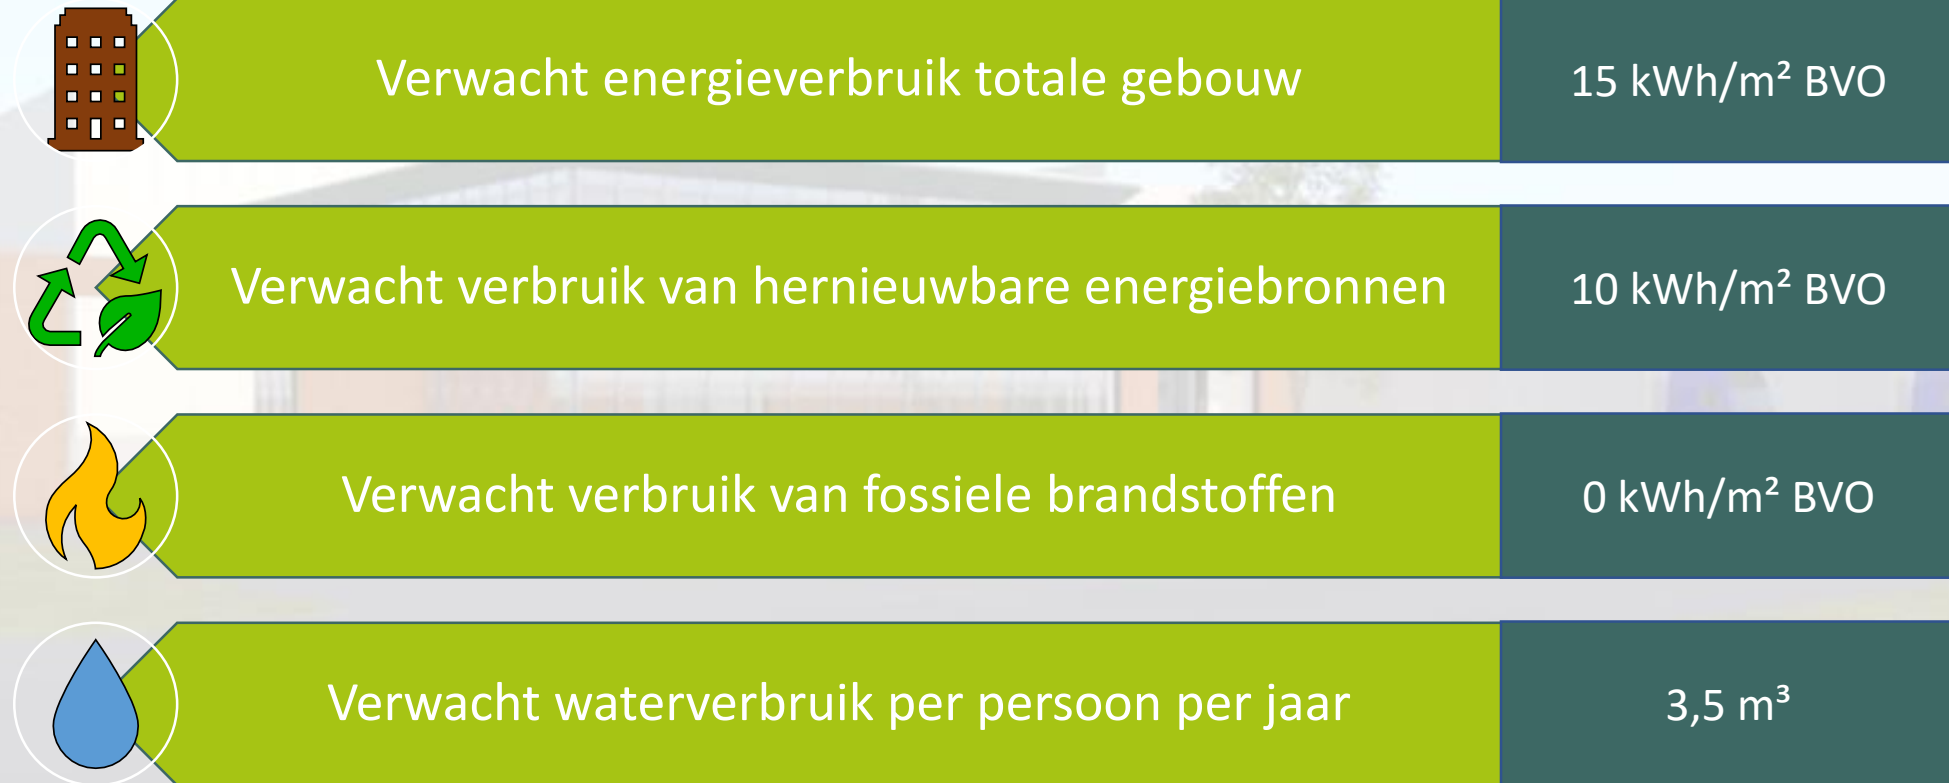 Verwacht energieverbruik totale gebouw
15 kWh/m² BVO
Verwacht verbruik van hernieuwbare energiebronnen
10 kWh/m² BVO
Verwacht verbruik van fossiele brandstoffen
0 kWh/m² BVO
Verwacht waterverbruik per persoon per jaar
3,5 m³